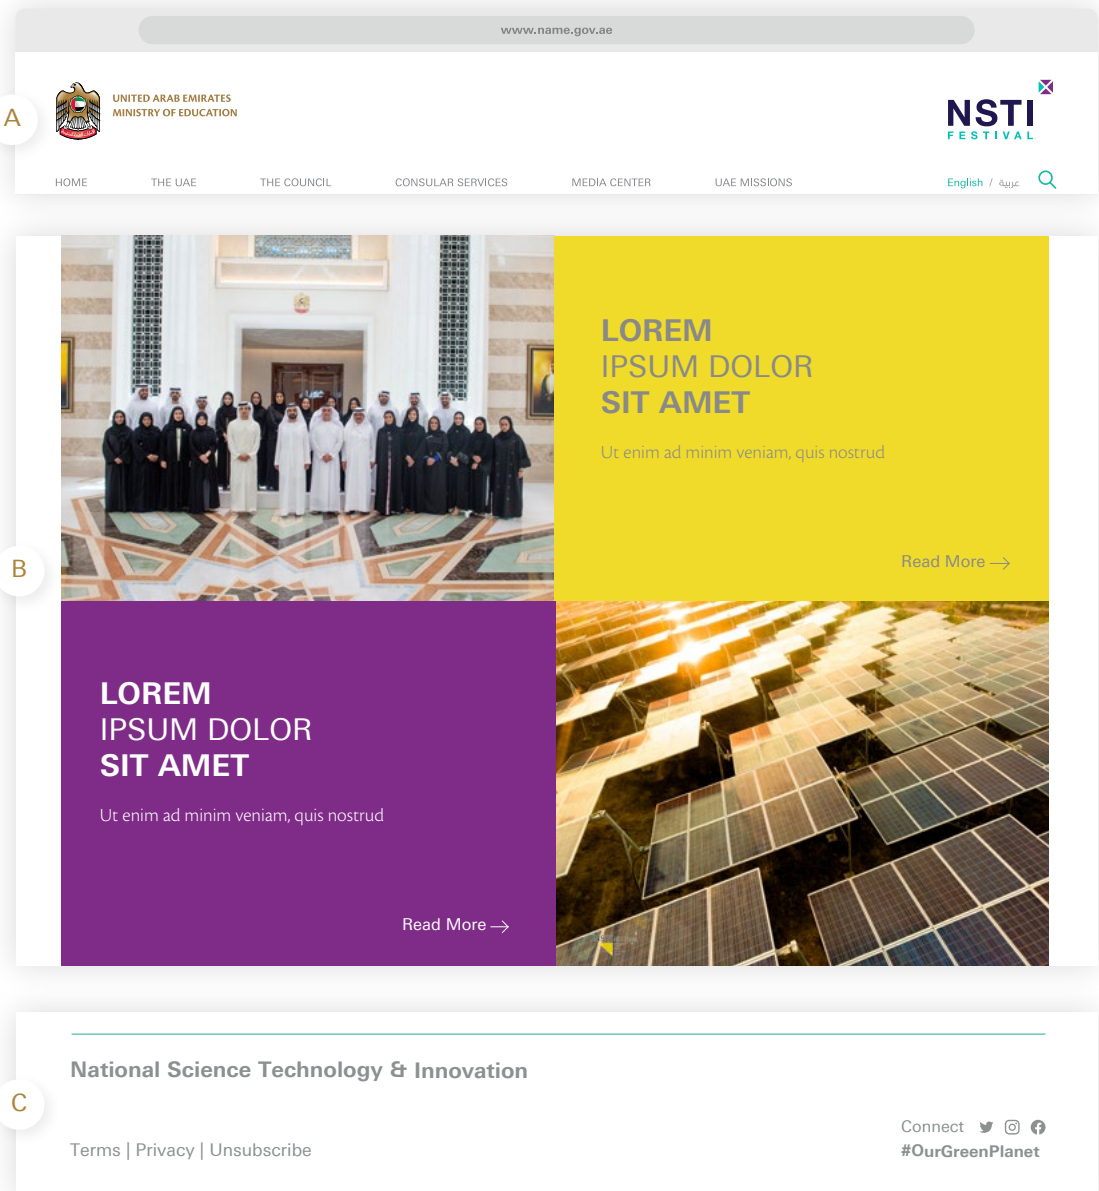 www.name.gov.ae
A
UNITED ARAB EMIRATES
MINISTRY OF EDUCATION
NSTI
FESTIVAL
HOME THE UAE THE COUNCIL CONSULAR SERVICES MEDIA CENTER UAE MISSIONS English / عربية
LOREM
IPSUM DOLOR
SIT AMET
Ut enim ad minim veniam, quis nostrud
Read More
B
LOREM
IPSUM DOLOR
SIT AMET
Ut enim ad minim veniam, quis nostrud
Read More
National Science Technology & Innovation
C
Terms | Privacy | Unsubscribe
Connect
#OurGreenPlanet